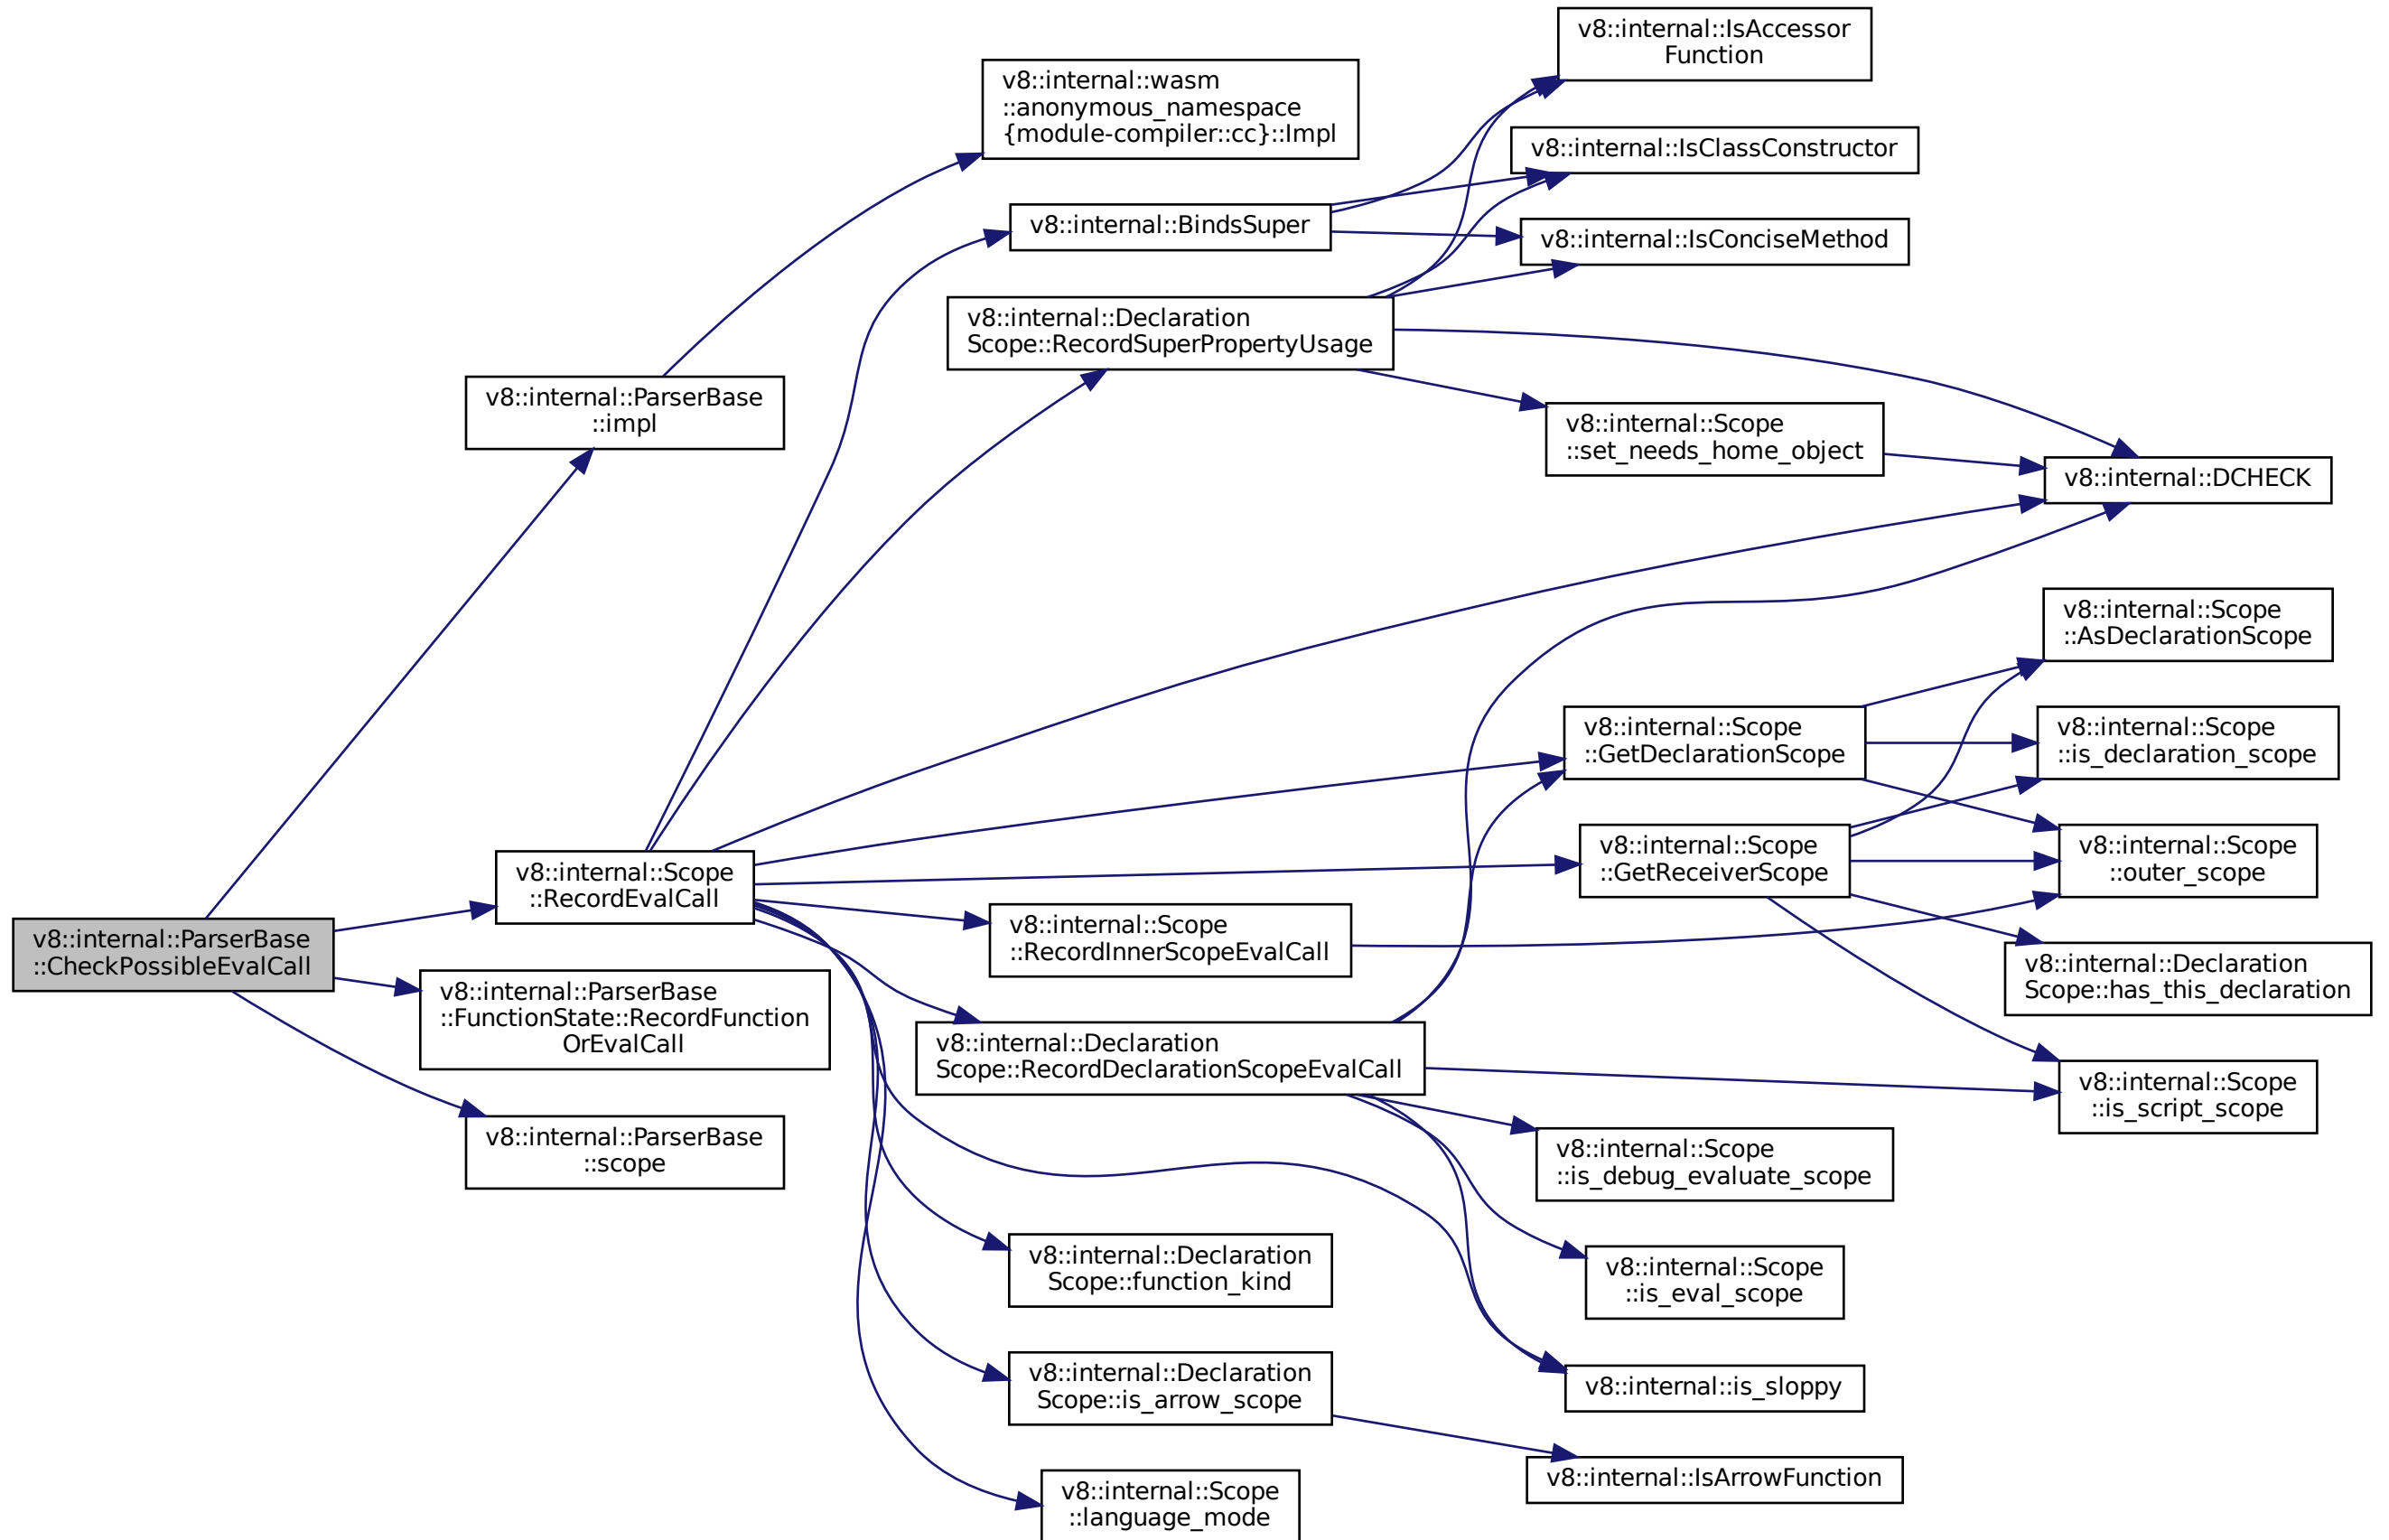 v8::internal::ParserBase
::CheckPossibleEvalCall
v8::internal::ParserBase
::impl
v8::internal::Scope
::RecordEvalCall
v8::internal::ParserBase
::FunctionState::RecordFunction
OrEvalCall
v8::internal::ParserBase
::scope
v8::internal::wasm
::anonymous_namespace
{module-compiler::cc}::Impl
v8::internal::BindsSuper
v8::internal::Declaration
Scope::RecordSuperPropertyUsage
v8::internal::Scope
::RecordInnerScopeEvalCall
v8::internal::Declaration
Scope::RecordDeclarationScopeEvalCall
v8::internal::Declaration
Scope::function_kind
v8::internal::Declaration
Scope::is_arrow_scope
v8::internal::Scope
::language_mode
v8::internal::IsAccessor
Function
v8::internal::IsClassConstructor
v8::internal::IsConciseMethod
v8::internal::Scope
::set_needs_home_object
v8::internal::Scope
::GetDeclarationScope
v8::internal::Scope
::GetReceiverScope
v8::internal::Scope
::is_debug_evaluate_scope
v8::internal::Scope
::is_eval_scope
v8::internal::is_sloppy
v8::internal::IsArrowFunction
v8::internal::DCHECK
v8::internal::Scope
::AsDeclarationScope
v8::internal::Scope
::is_declaration_scope
v8::internal::Scope
::outer_scope
v8::internal::Declaration
Scope::has_this_declaration
v8::internal::Scope
::is_script_scope